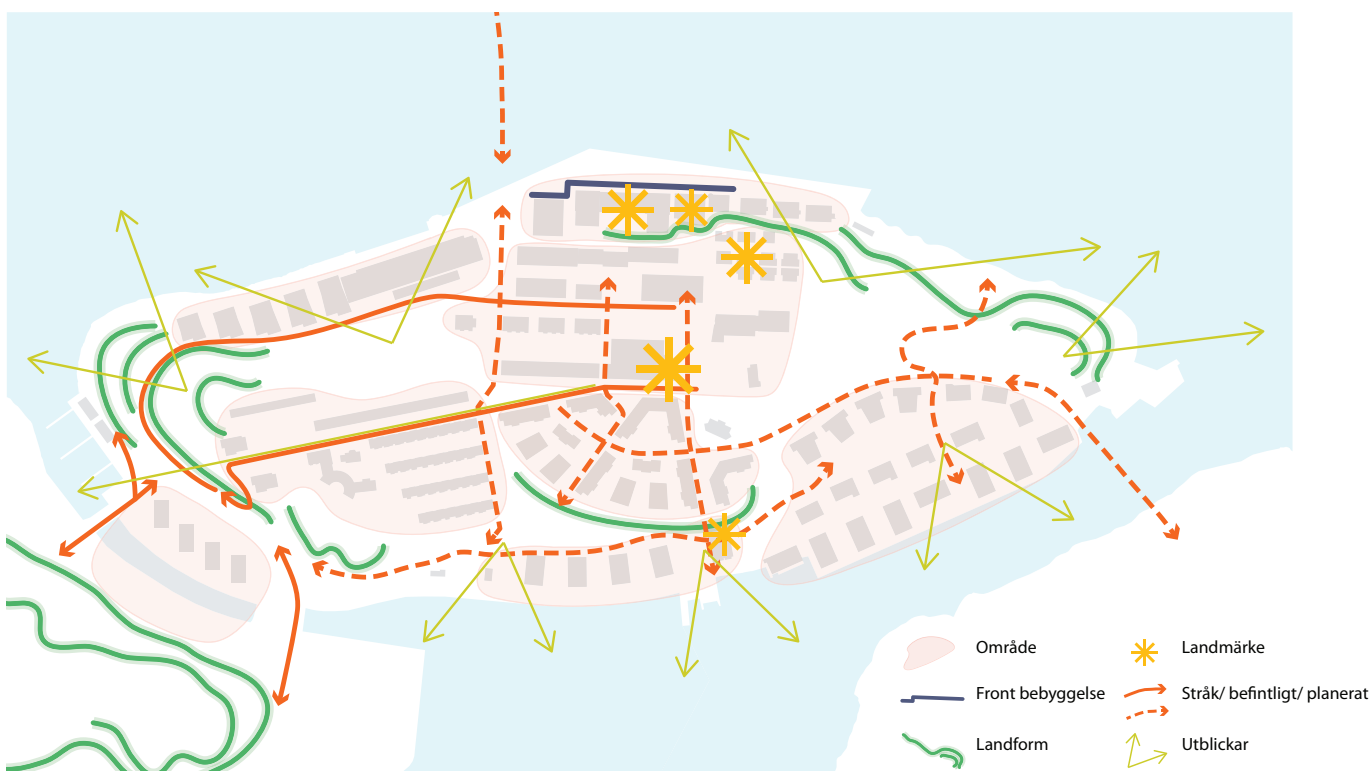 Område
Landmärke
Front bebyggelse
Stråk/ befintligt/ planerat
Landform
Utblickar